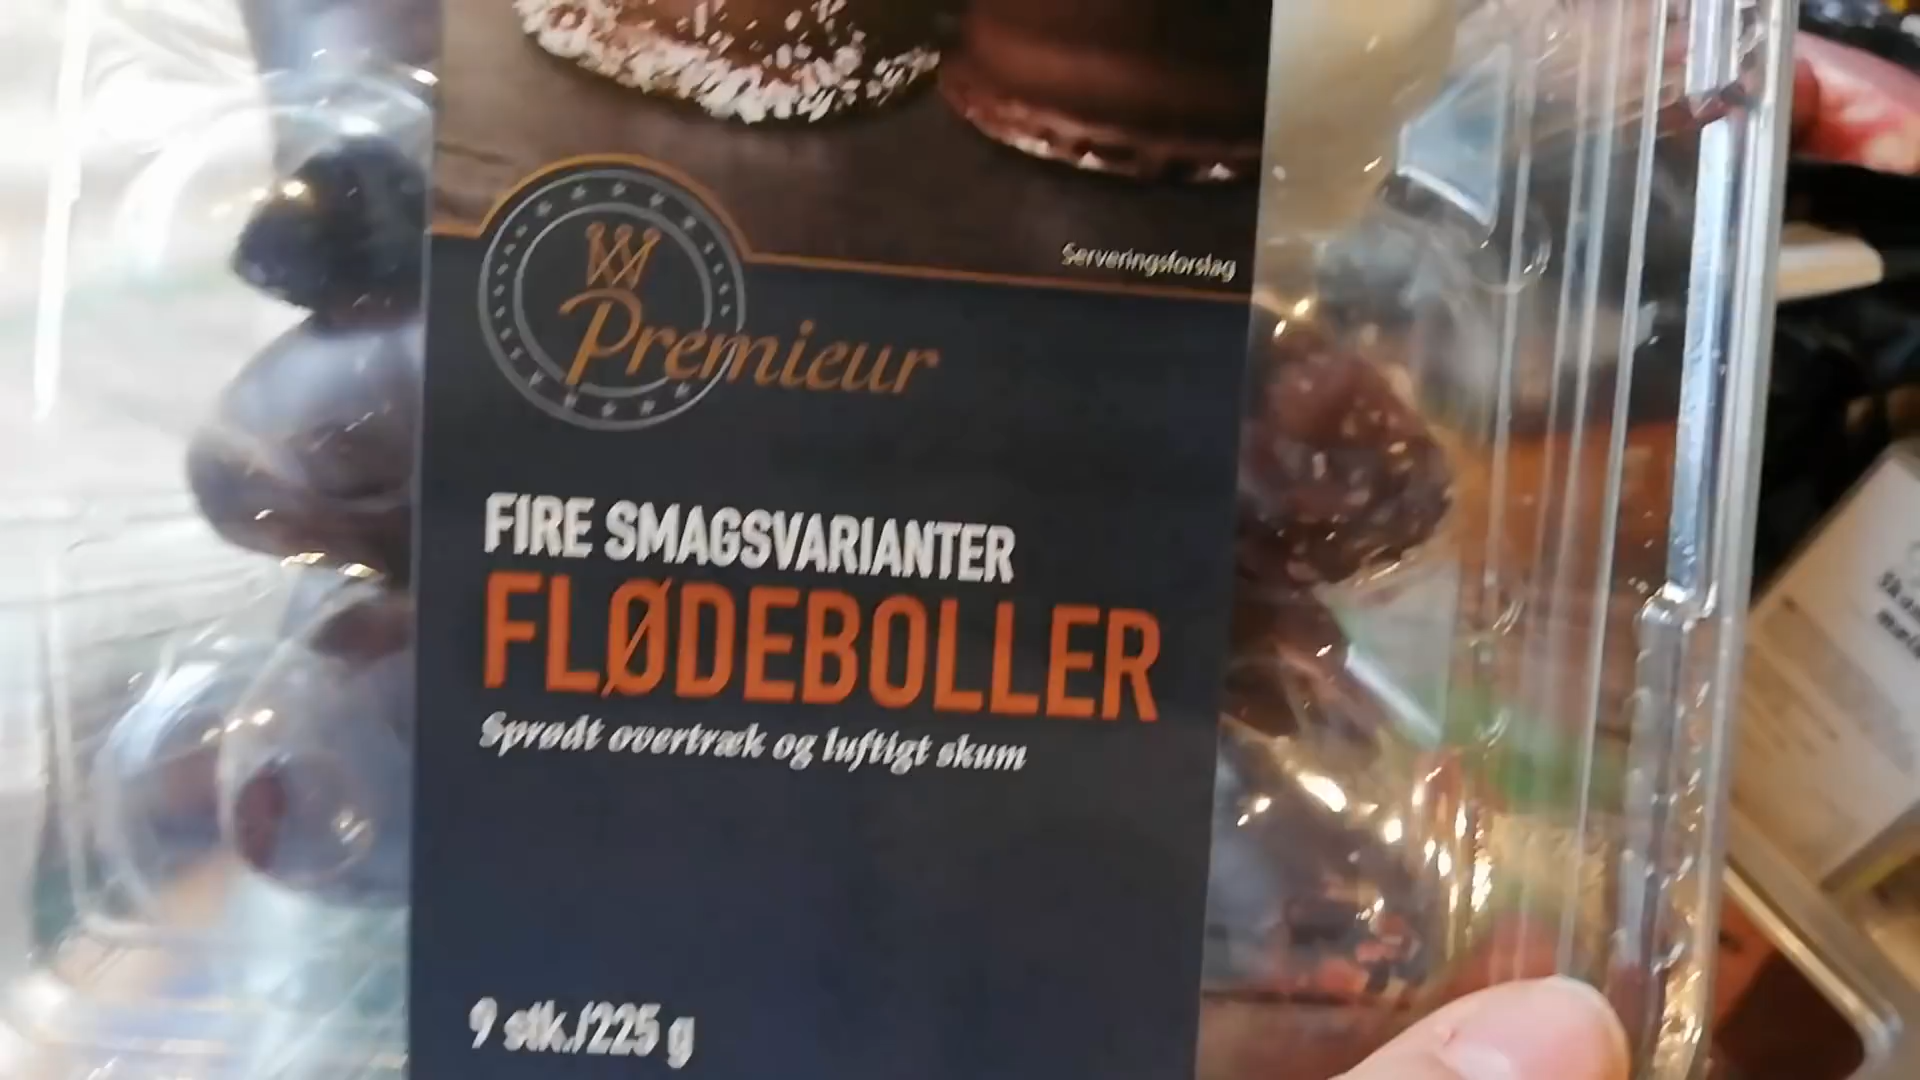 Serveringsforslag
Premieur
FIRE SMAGSVARIANTER
FLØDEBOLLER
Sprødt overtræk og luftigt skum
9 stk./225 g